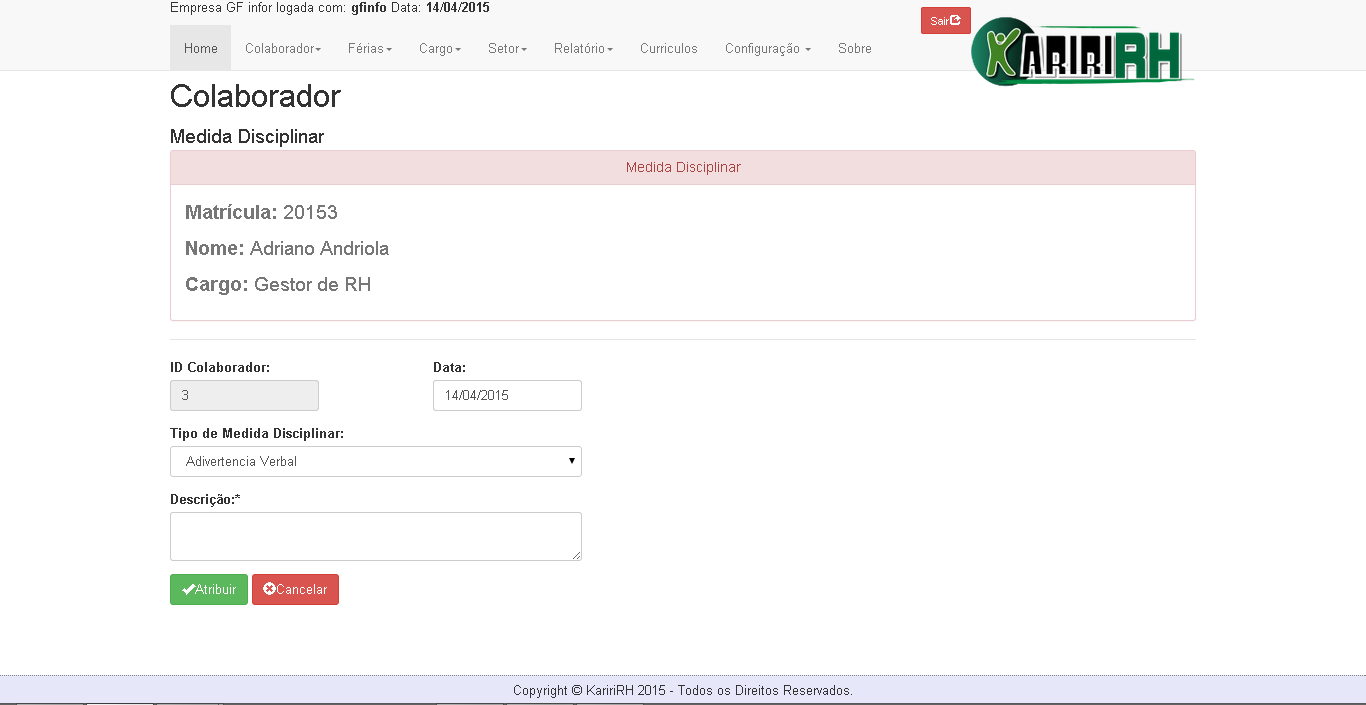 Empresa GF infor logada com: gfinfo Data: 14/04/2015
Sair
Home Colaborador Férias Cargo Setor Relatório Curriculos Configuração Sobre
KARIRIRH
Colaborador
Medida Disciplinar
Medida Disciplinar
Matrícula: 20153
Nome: Adriano Andriola
Cargo: Gestor de RH
ID Colaborador: Data:
3 14/04/2015
Tipo de Medida Disciplinar:
Adivertencia Verbal
Descrição:*
Atribuir Cancelar
Copyright © KaririRH 2015 - Todos os Direitos Reservados.